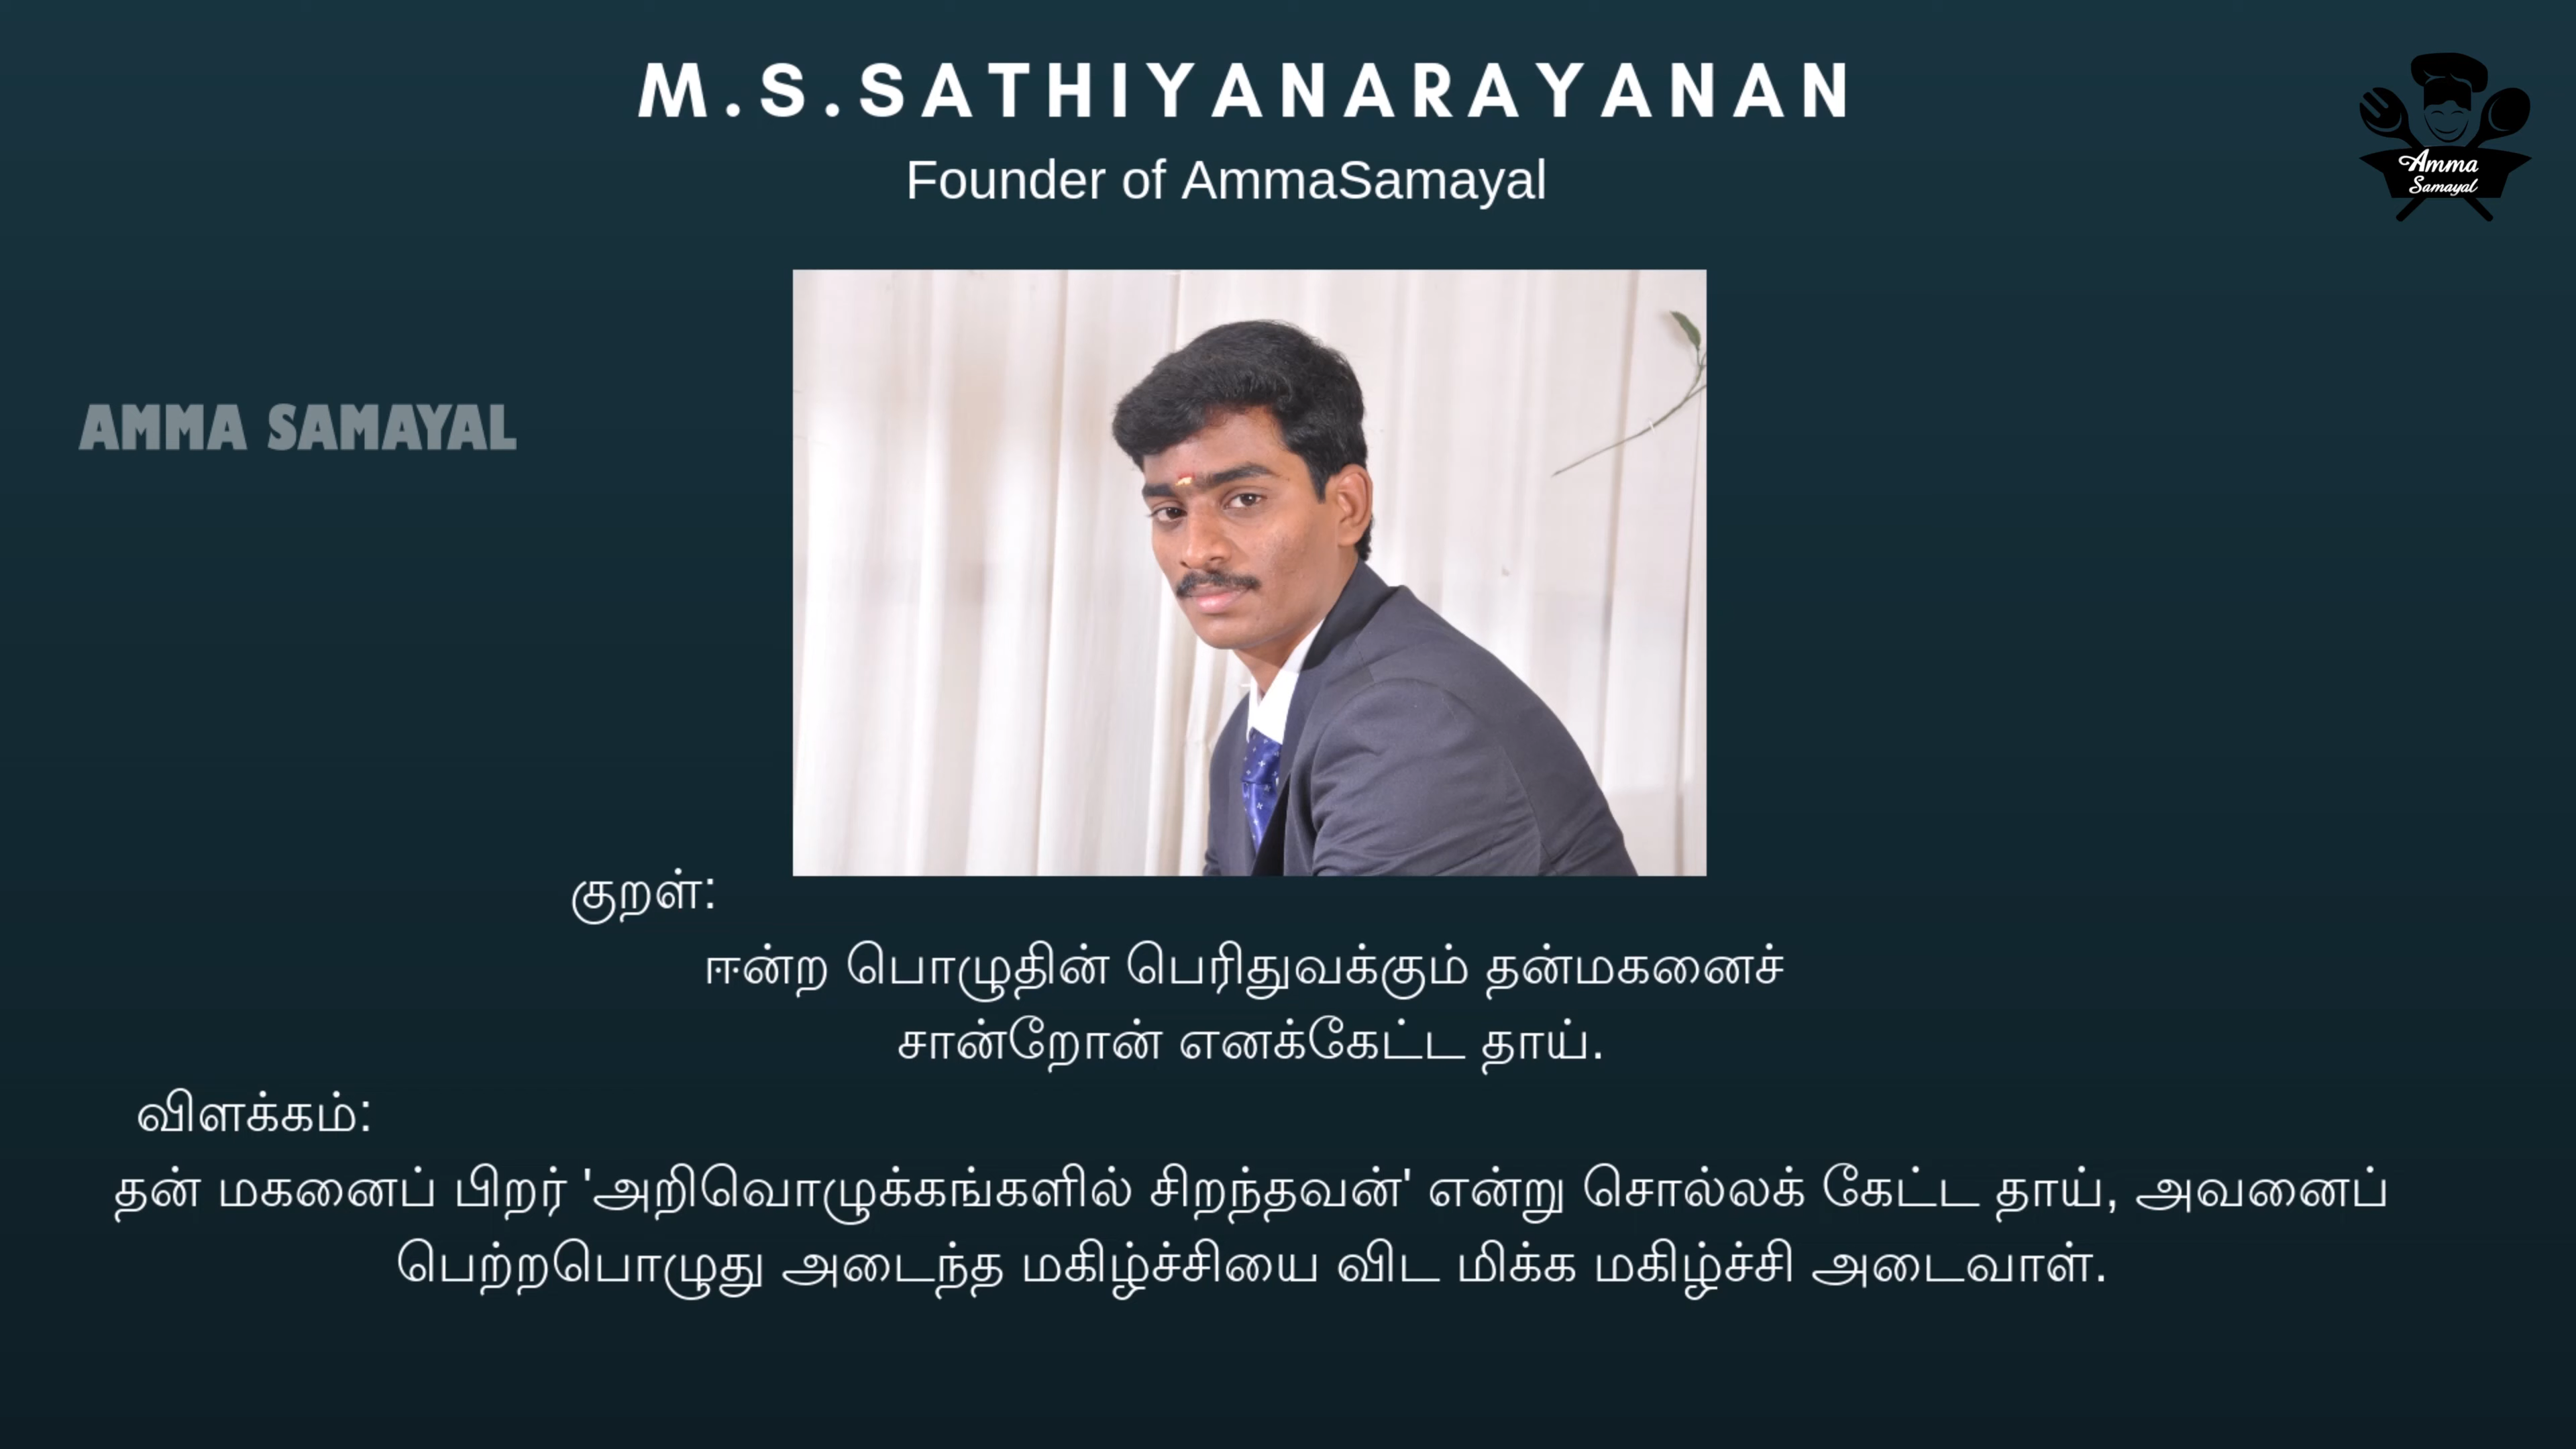 M.S.SATHIYANARAYANAN
Founder of AmmaSamayal
Amma
Samayal
AMMA SAMAYAL
குறள்:
ஈன்ற பொழுதின் பெரிதுவக்கும் தன்மகனைச்
சான்றோன் எனக்கேட்ட தாய்.
விளக்கம்:
தன் மகனைப் பிறர் 'அறிவொழுக்கங்களில் சிறந்தவன்' என்று சொல்லக் கேட்ட தாய், அவனைப்
பெற்றபொழுது அடைந்த மகிழ்ச்சியை விட மிக்க மகிழ்ச்சி அடைவாள்.